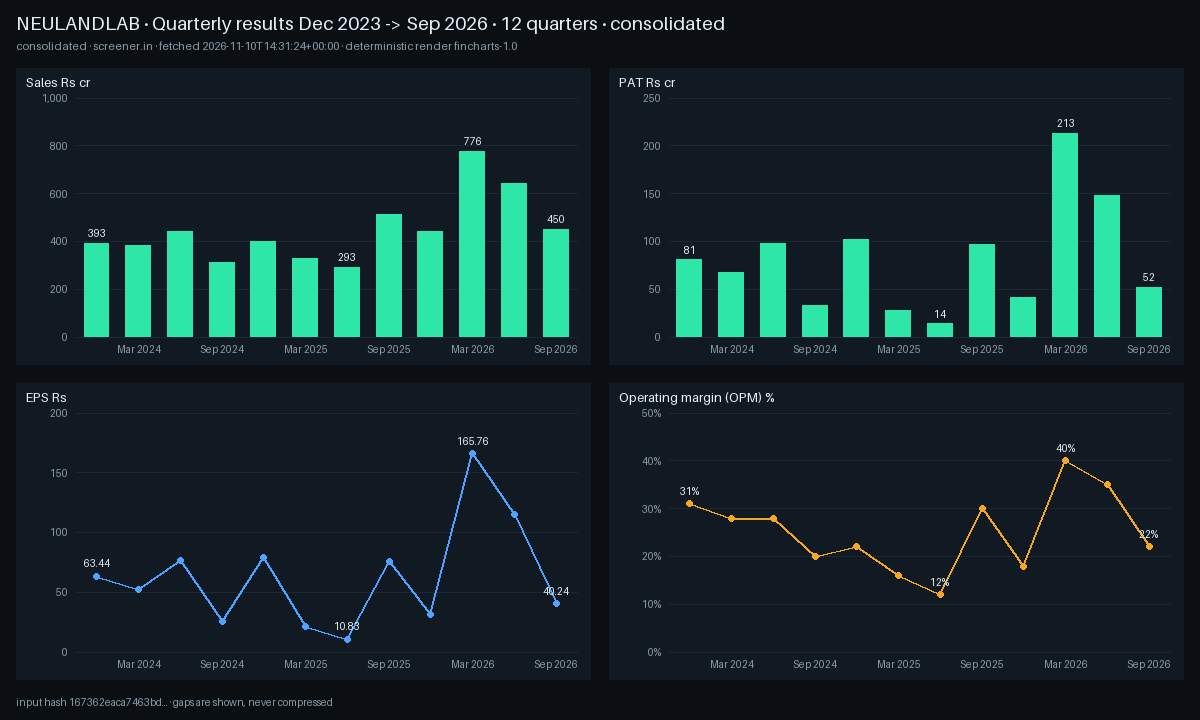 NEULANDLAB · Quarterly results Dec 2023 -> Sep 2026 · 12 quarters · consolidated
consolidated · screener.in · fetched 2026-11-10T14:31:24+00:00 · deterministic render fincharts-1.0
Sales Rs cr
1,000
800
600
400
200
0
393
293
776
450
Mar 2024
Sep 2024
Mar 2025
Sep 2025
Mar 2026
Sep 2026
PAT Rs cr
250
200
150
100
50
0
81
14
213
52
Mar 2024
Sep 2024
Mar 2025
Sep 2025
Mar 2026
Sep 2026
EPS Rs
200
150
100
50
0
63.44
10.83
165.76
40.24
Mar 2024
Sep 2024
Mar 2025
Sep 2025
Mar 2026
Sep 2026
Operating margin (OPM) %
50%
40%
30%
20%
10%
0%
31%
12%
40%
22%
Mar 2024
Sep 2024
Mar 2025
Sep 2025
Mar 2026
Sep 2026
input hash 167362eaca7463bd… · gaps are shown, never compressed